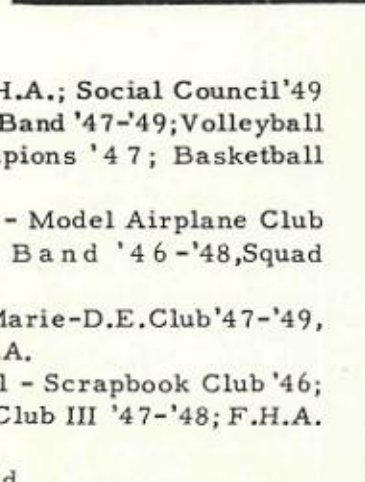 H.A.; Social Council'49
Band '47-'49;Volleyball
pions '47; Basketball
- Model Airplane Club
Band '46-'48,Squad
Marie-D.E.Club'47-'49,
A.
l - Scrapbook Club '46;
Club III '47-'48; F.H.A.
d